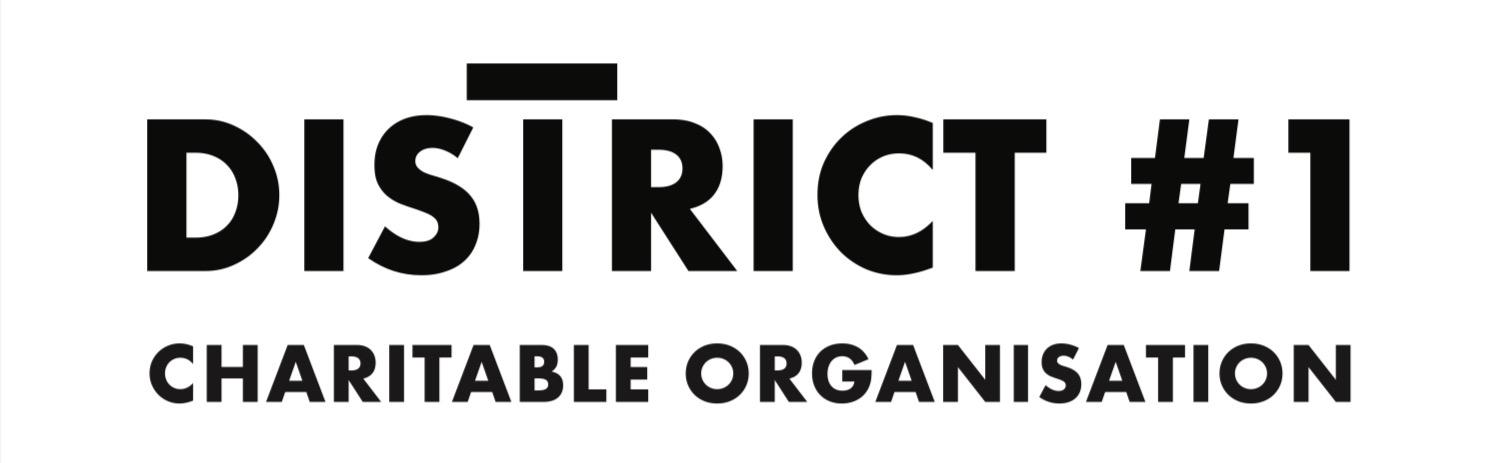 DISTRICT #1
CHARITABLE ORGANISATION